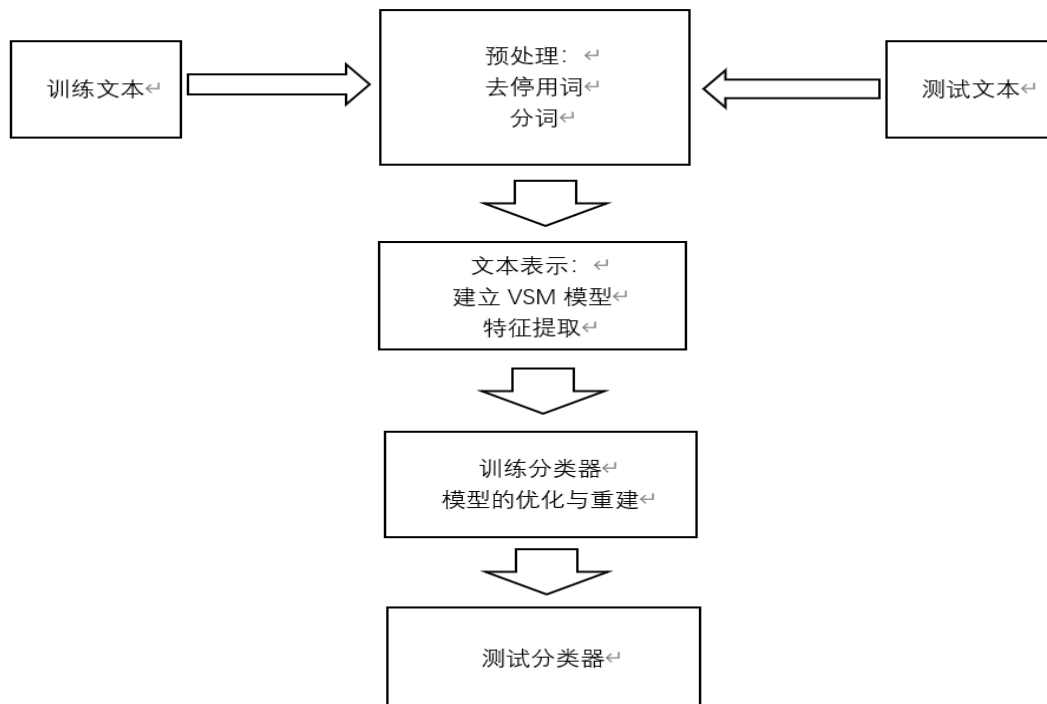 训练文本
预处理：
去停用词
分词
测试文本
文本表示：
建立 VSM 模型
特征提取
训练分类器
模型的优化与重建
测试分类器